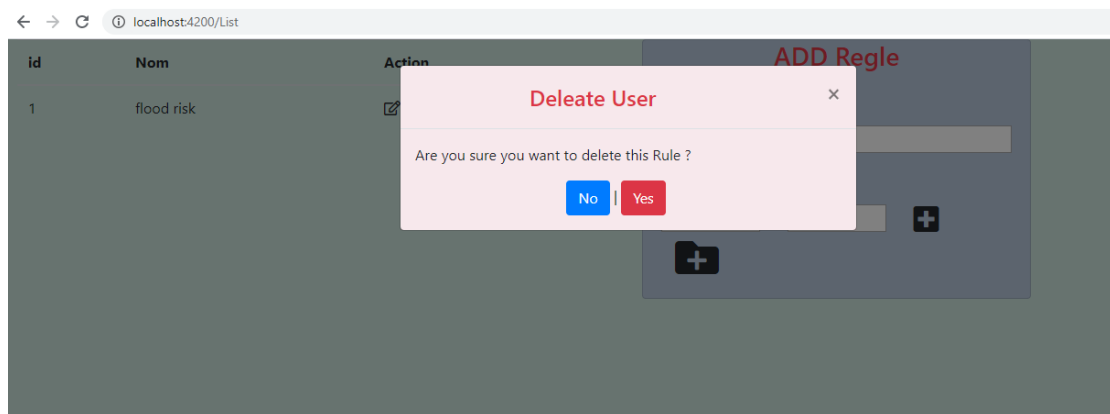 localhost:4200/List
id Nom Action ADD Regle
Deleate User ×
1 flood risk
Are you sure you want to delete this Rule ?
No | Yes